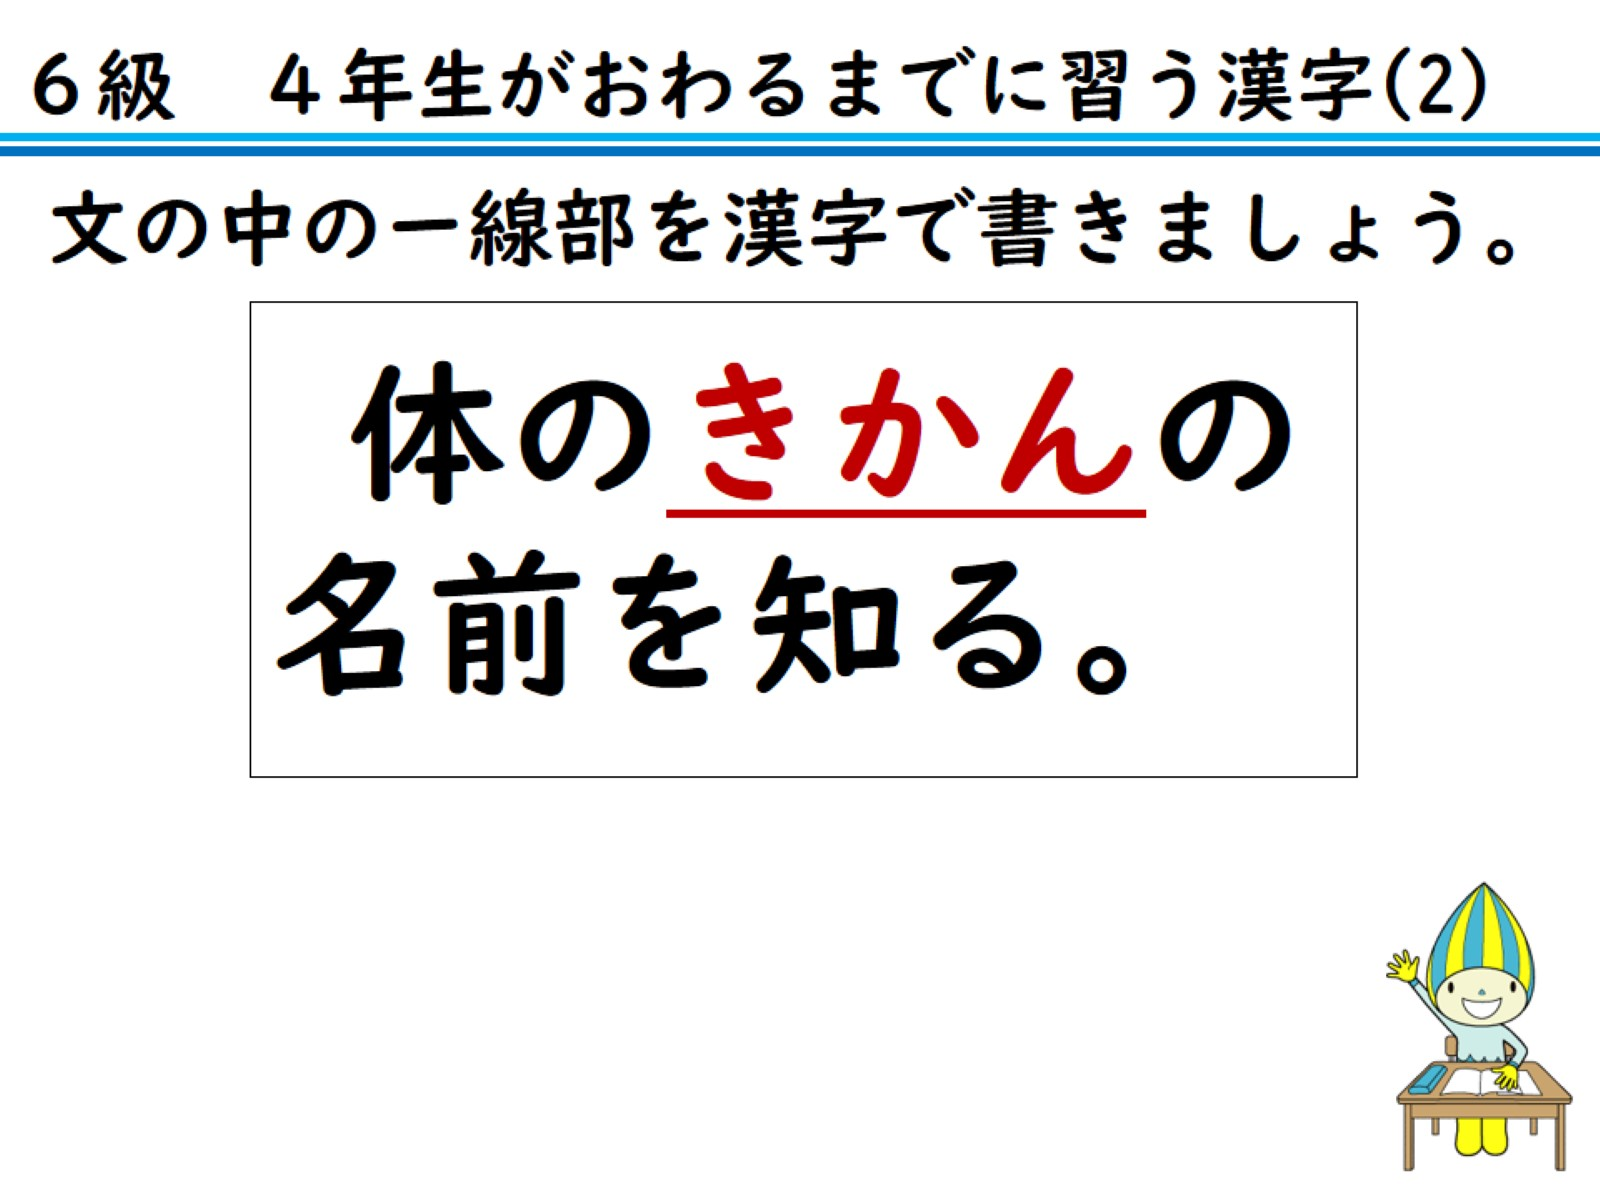 ６級　４年生がおわるまでに習う漢字(2)
文の中の一線部を漢字で書きましょう。
体のきかんの
名前を知る。